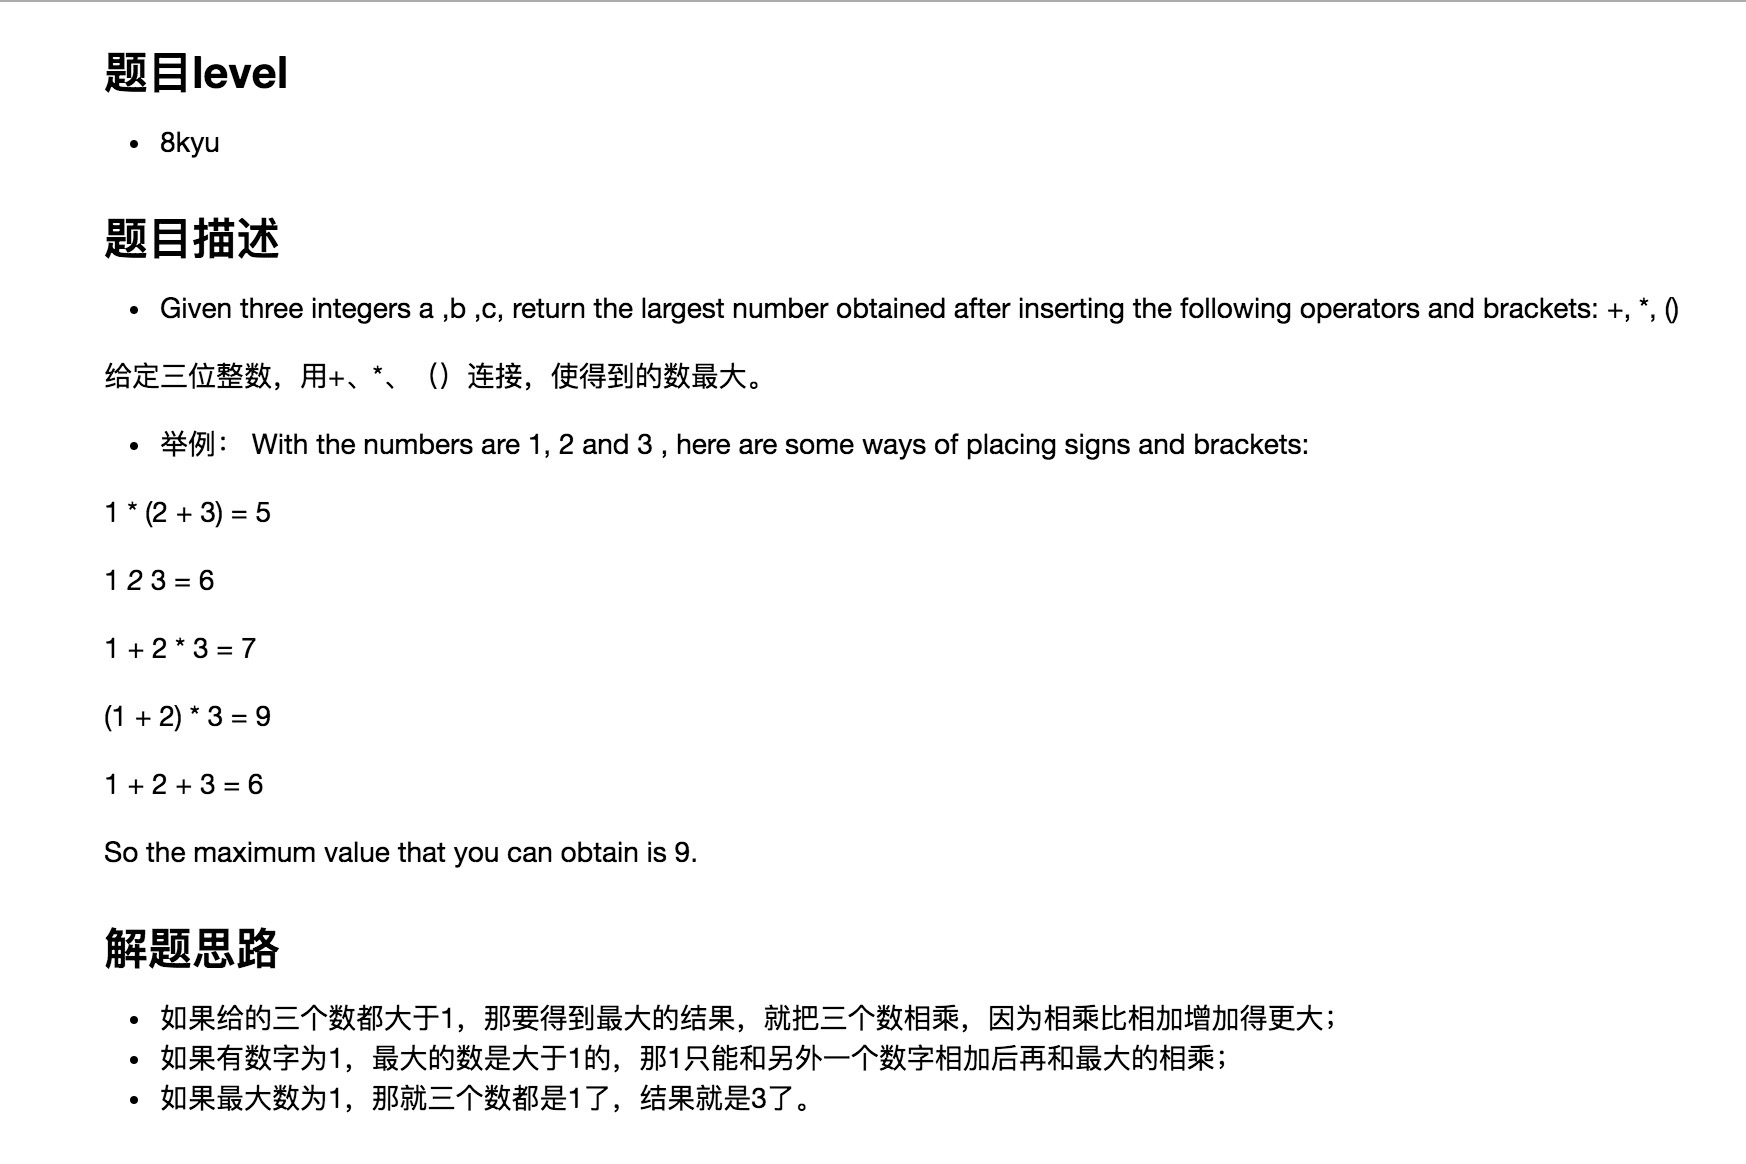 题目level
• 8kyu
题目描述
• Given three integers a ,b ,c, return the largest number obtained after inserting the following operators and brackets: +, *, ()
给定三位整数，用+、*、（）连接，使得到的数最大。
• 举例： With the numbers are 1, 2 and 3 , here are some ways of placing signs and brackets:
1 * (2 + 3) = 5
1 2 3 = 6
1 + 2 * 3 = 7
(1 + 2) * 3 = 9
1 + 2 + 3 = 6
So the maximum value that you can obtain is 9.
解题思路
• 如果给的三个数都大于1，那要得到最大的结果，就把三个数相乘，因为相乘比相加增加得更大；
• 如果有数字为1，最大的数是大于1的，那1只能和另外一个数字相加后再和最大的相乘；
• 如果最大数为1，那就三个数都是1了，结果就是3了。